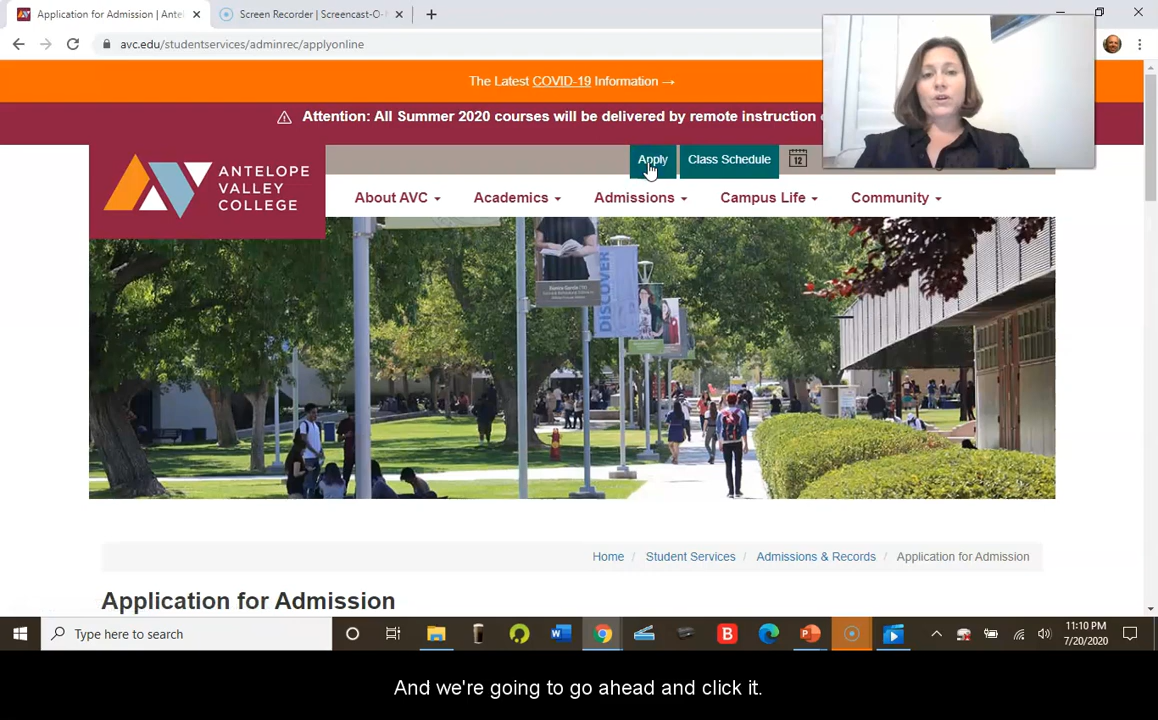 Application for Admission | Ante
Screen Recorder | Screencast-O-
avc.edu/studentservices/adminrec/applyonline
The Latest COVID-19 Information →
Attention: All Summer 2020 courses will be delivered by remote instruction
Apply
Class Schedule
12
ANTELOPE
VALLEY
COLLEGE
About AVC
Academics
Admissions
Campus Life
Community
DISCOVER
Home / Student Services / Admissions & Records / Application for Admission
Application for Admission
Type here to search
11:10 PM
7/20/2020
And we're going to go ahead and click it.